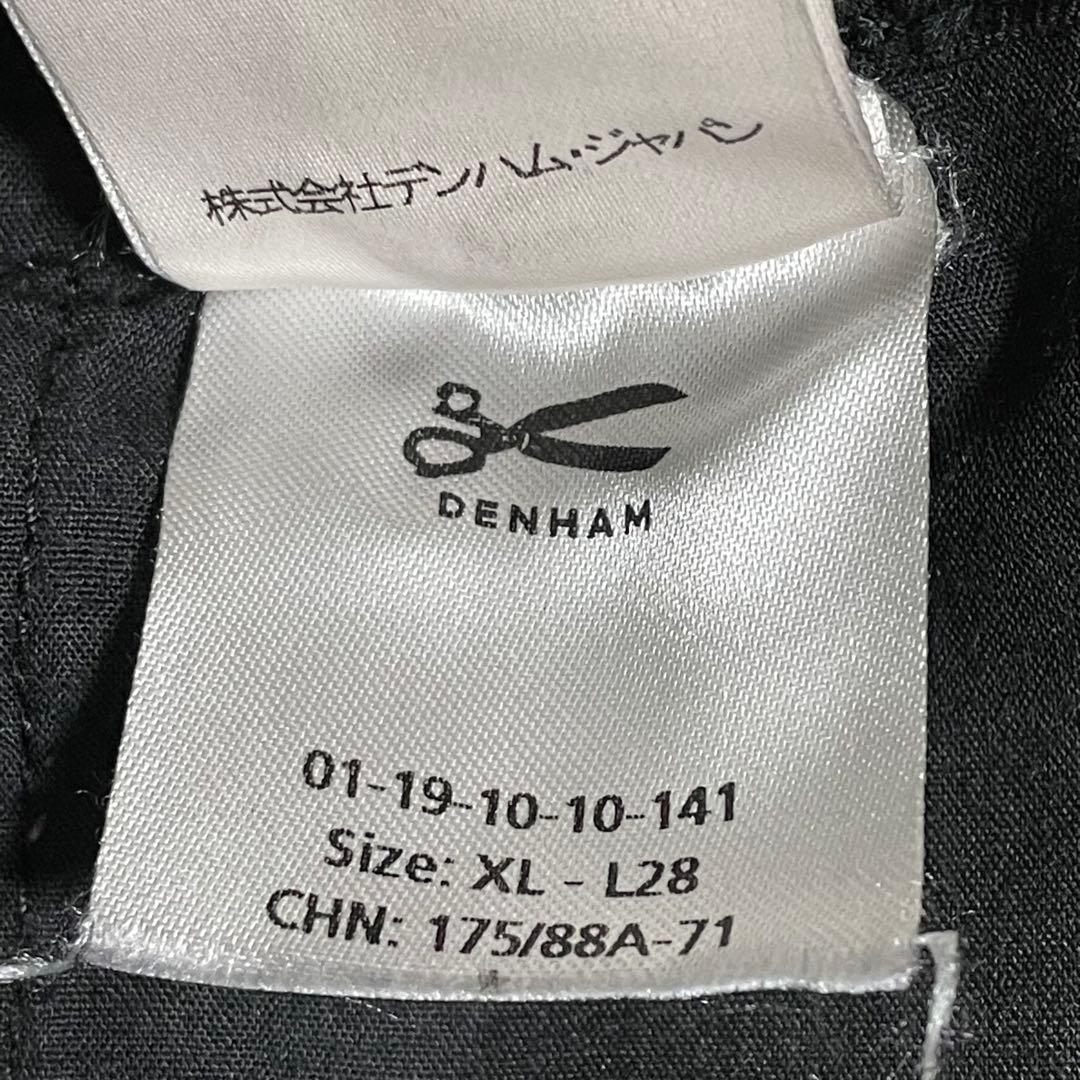 株式会社デンハム・ジャパン
DENHAM
01-19-10-10-141
Size: XL - L28
CHN: 175/88A-71